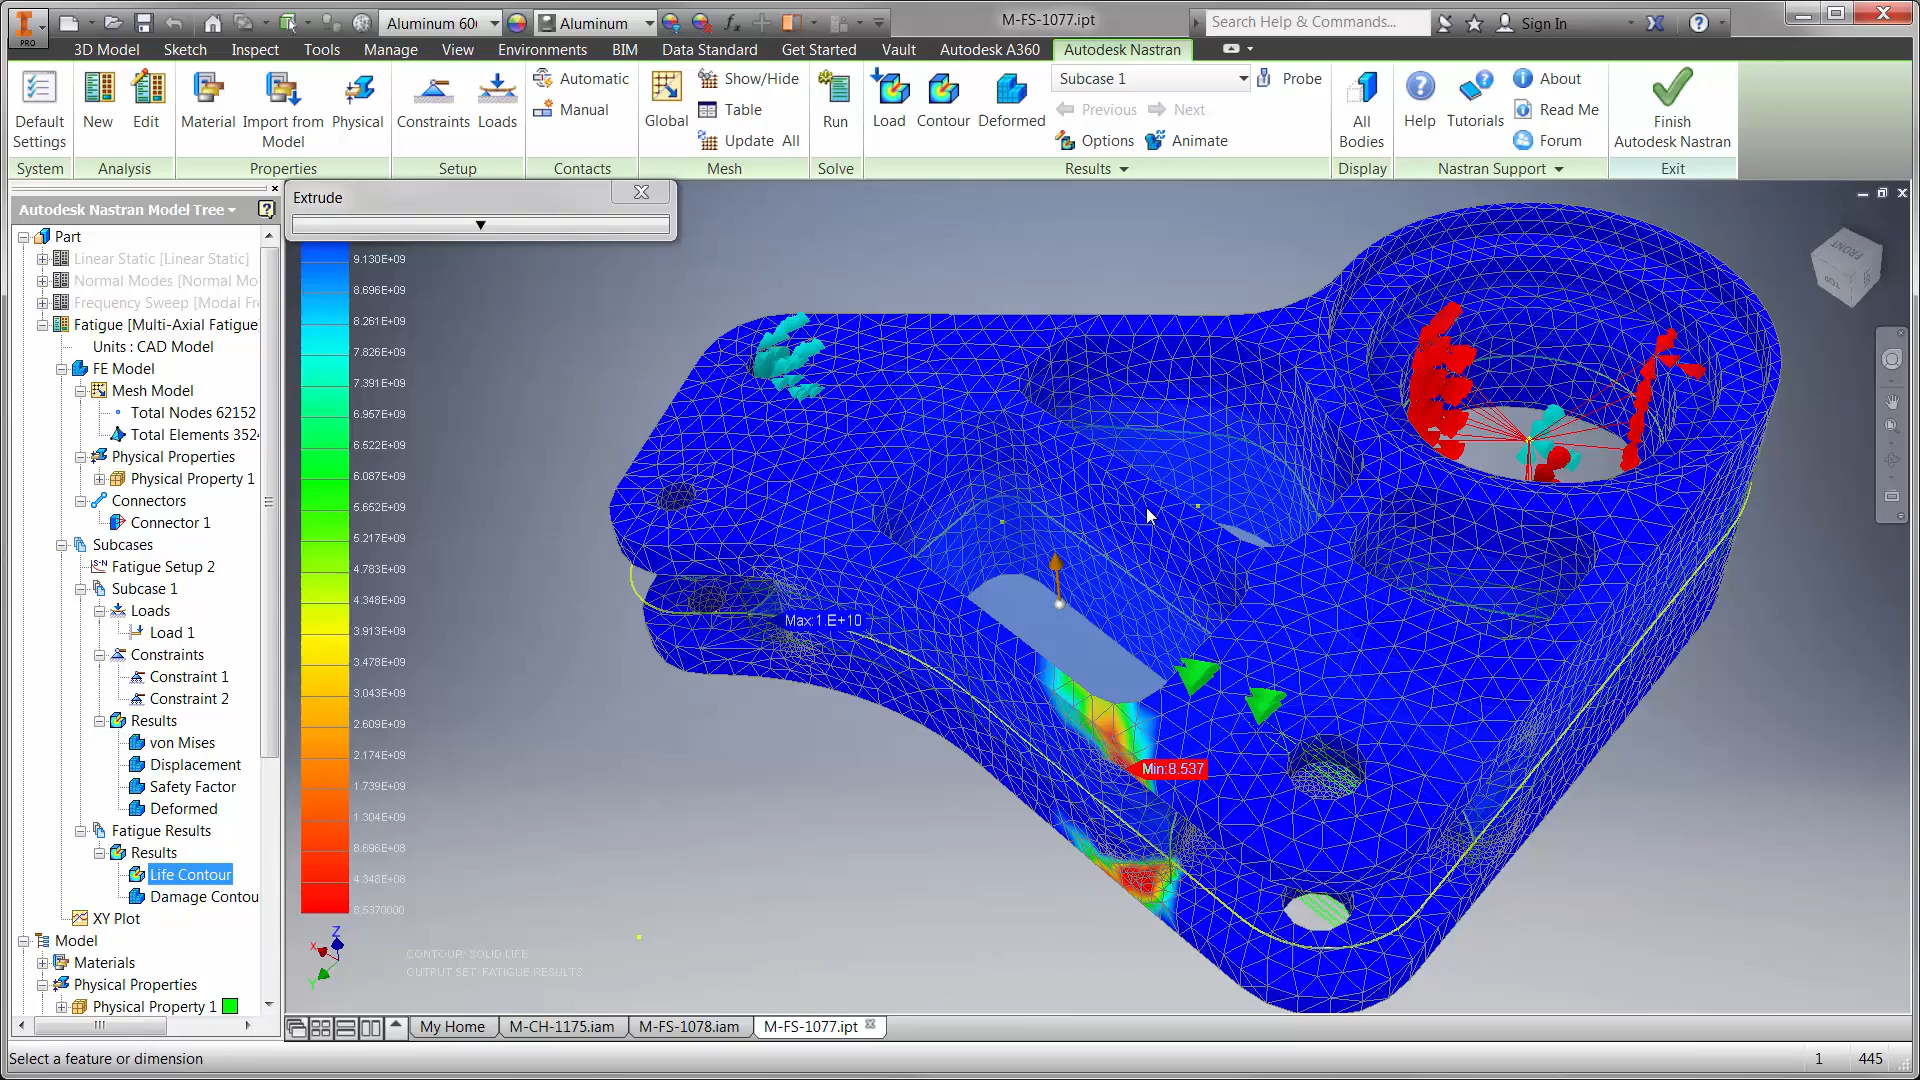 Aluminum 60
Aluminum
M-FS-1077.ipt
Search Help & Commands...
Sign In
PRO
3D Model
Sketch
Inspect
Tools
Manage
View
Environments
BIM
Data Standard
Get Started
Vault
Autodesk A360
Autodesk Nastran
Default
Settings
New
Edit
Material
Import from
Model
Physical
Constraints
Loads
Automatic
Manual
Global
Show/Hide
Table
Update All
Run
Load
Contour
Deformed
Subcase 1
Probe
Previous
Next
Options
Animate
All
Bodies
Help
Tutorials
About
Read Me
Forum
Finish
Autodesk Nastran
System
Analysis
Properties
Setup
Contacts
Mesh
Solve
Results
Display
Nastran Support
Exit
Autodesk Nastran Model Tree
Part
Linear Static [Linear Static]
Normal Modes [Normal Mo
Frequency Sweep [Modal Fr
Fatigue [Multi-Axial Fatigue
Units : CAD Model
FE Model
Mesh Model
Total Nodes 62152
Total Elements 352
Physical Properties
Physical Property 1
Connectors
Connector 1
Subcases
Fatigue Setup 2
Subcase 1
Loads
Load 1
Constraints
Constraint 1
Constraint 2
Results
von Mises
Displacement
Safety Factor
Deformed
Fatigue Results
Results
Life Contour
Damage Contou
XY Plot
Model
Materials
Physical Properties
Physical Property 1
Extrude
9.130E+09
8.696E+09
8.261E+09
7.826E+09
7.391E+09
6.957E+09
6.522E+09
6.087E+09
5.652E+09
5.217E+09
4.783E+09
4.348E+09
3.913E+09
3.478E+09
3.043E+09
2.609E+09
2.174E+09
1.739E+09
1.304E+09
8.696E+08
4.348E+08
8.5370000
Max:1.E+10
Min:8.537
FRONT
TOP
Z
X
Y
CONTOUR: SOLID LIFE
OUTPUT SET: FATIGUE RESULTS
My Home
M-CH-1175.iam
M-FS-1078.iam
M-FS-1077.ipt
Select a feature or dimension
1
445